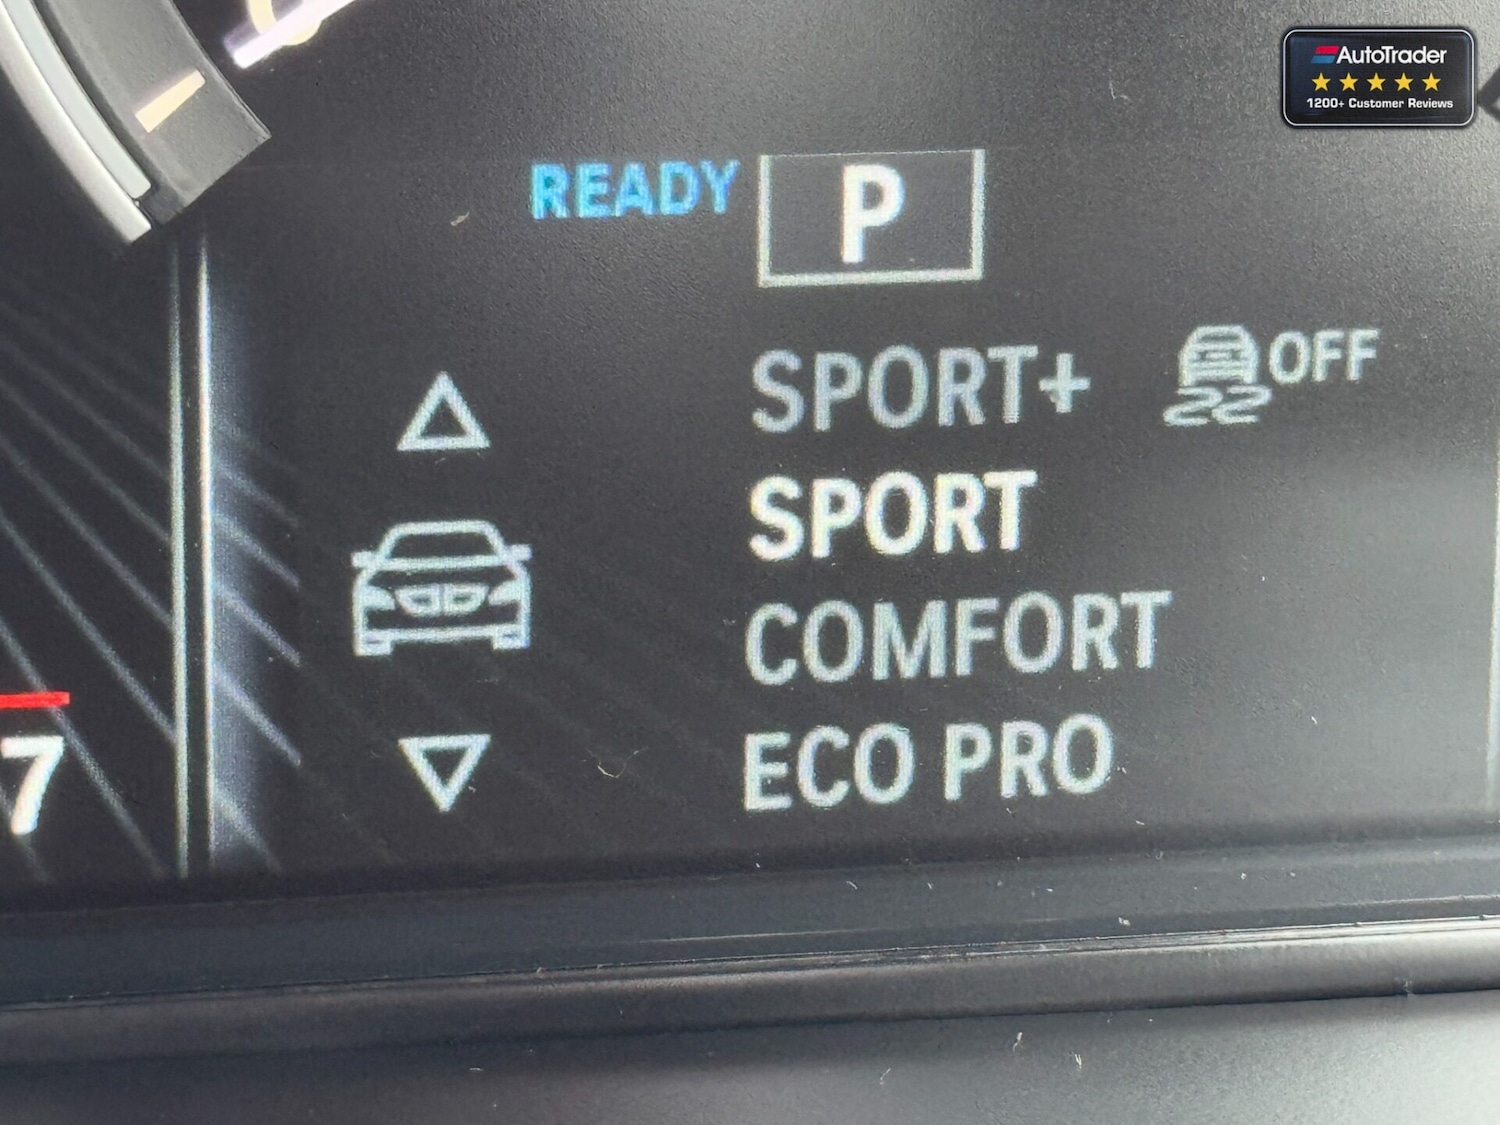 AutoTrader
1200+ Customer Reviews
READY P
SPORT+ OFF
SPORT
COMFORT
ECO PRO
7